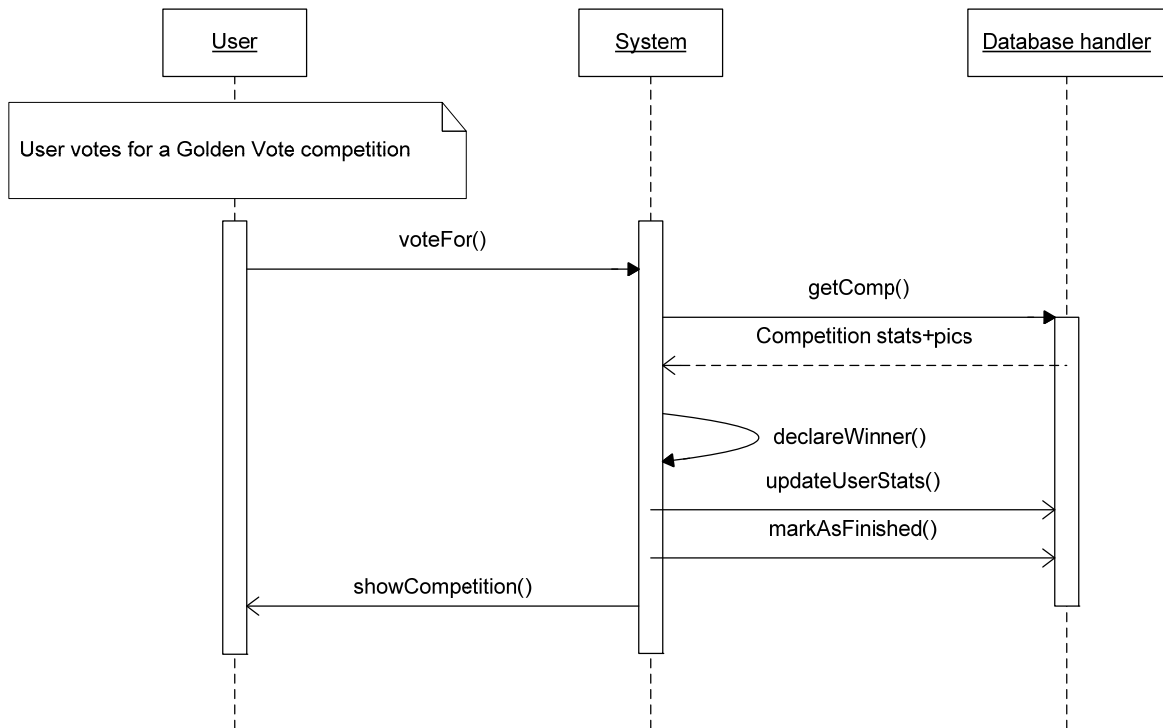 User
System
Database handler
User votes for a Golden Vote competition
voteFor()
getComp()
Competition stats+pics
declareWinner()
updateUserStats()
markAsFinished()
showCompetition()